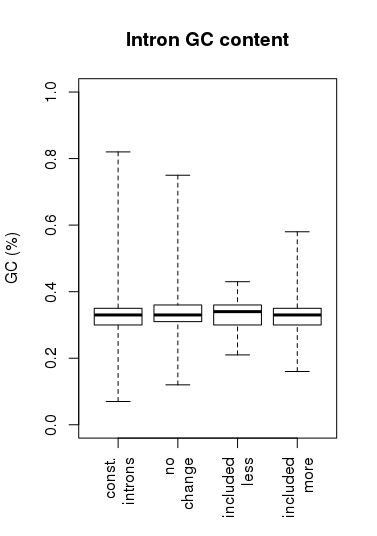 Intron GC content
GC (%)
1.0
0.8
0.6
0.4
0.2
0.0
const.
introns
no
change
included
less
included
more